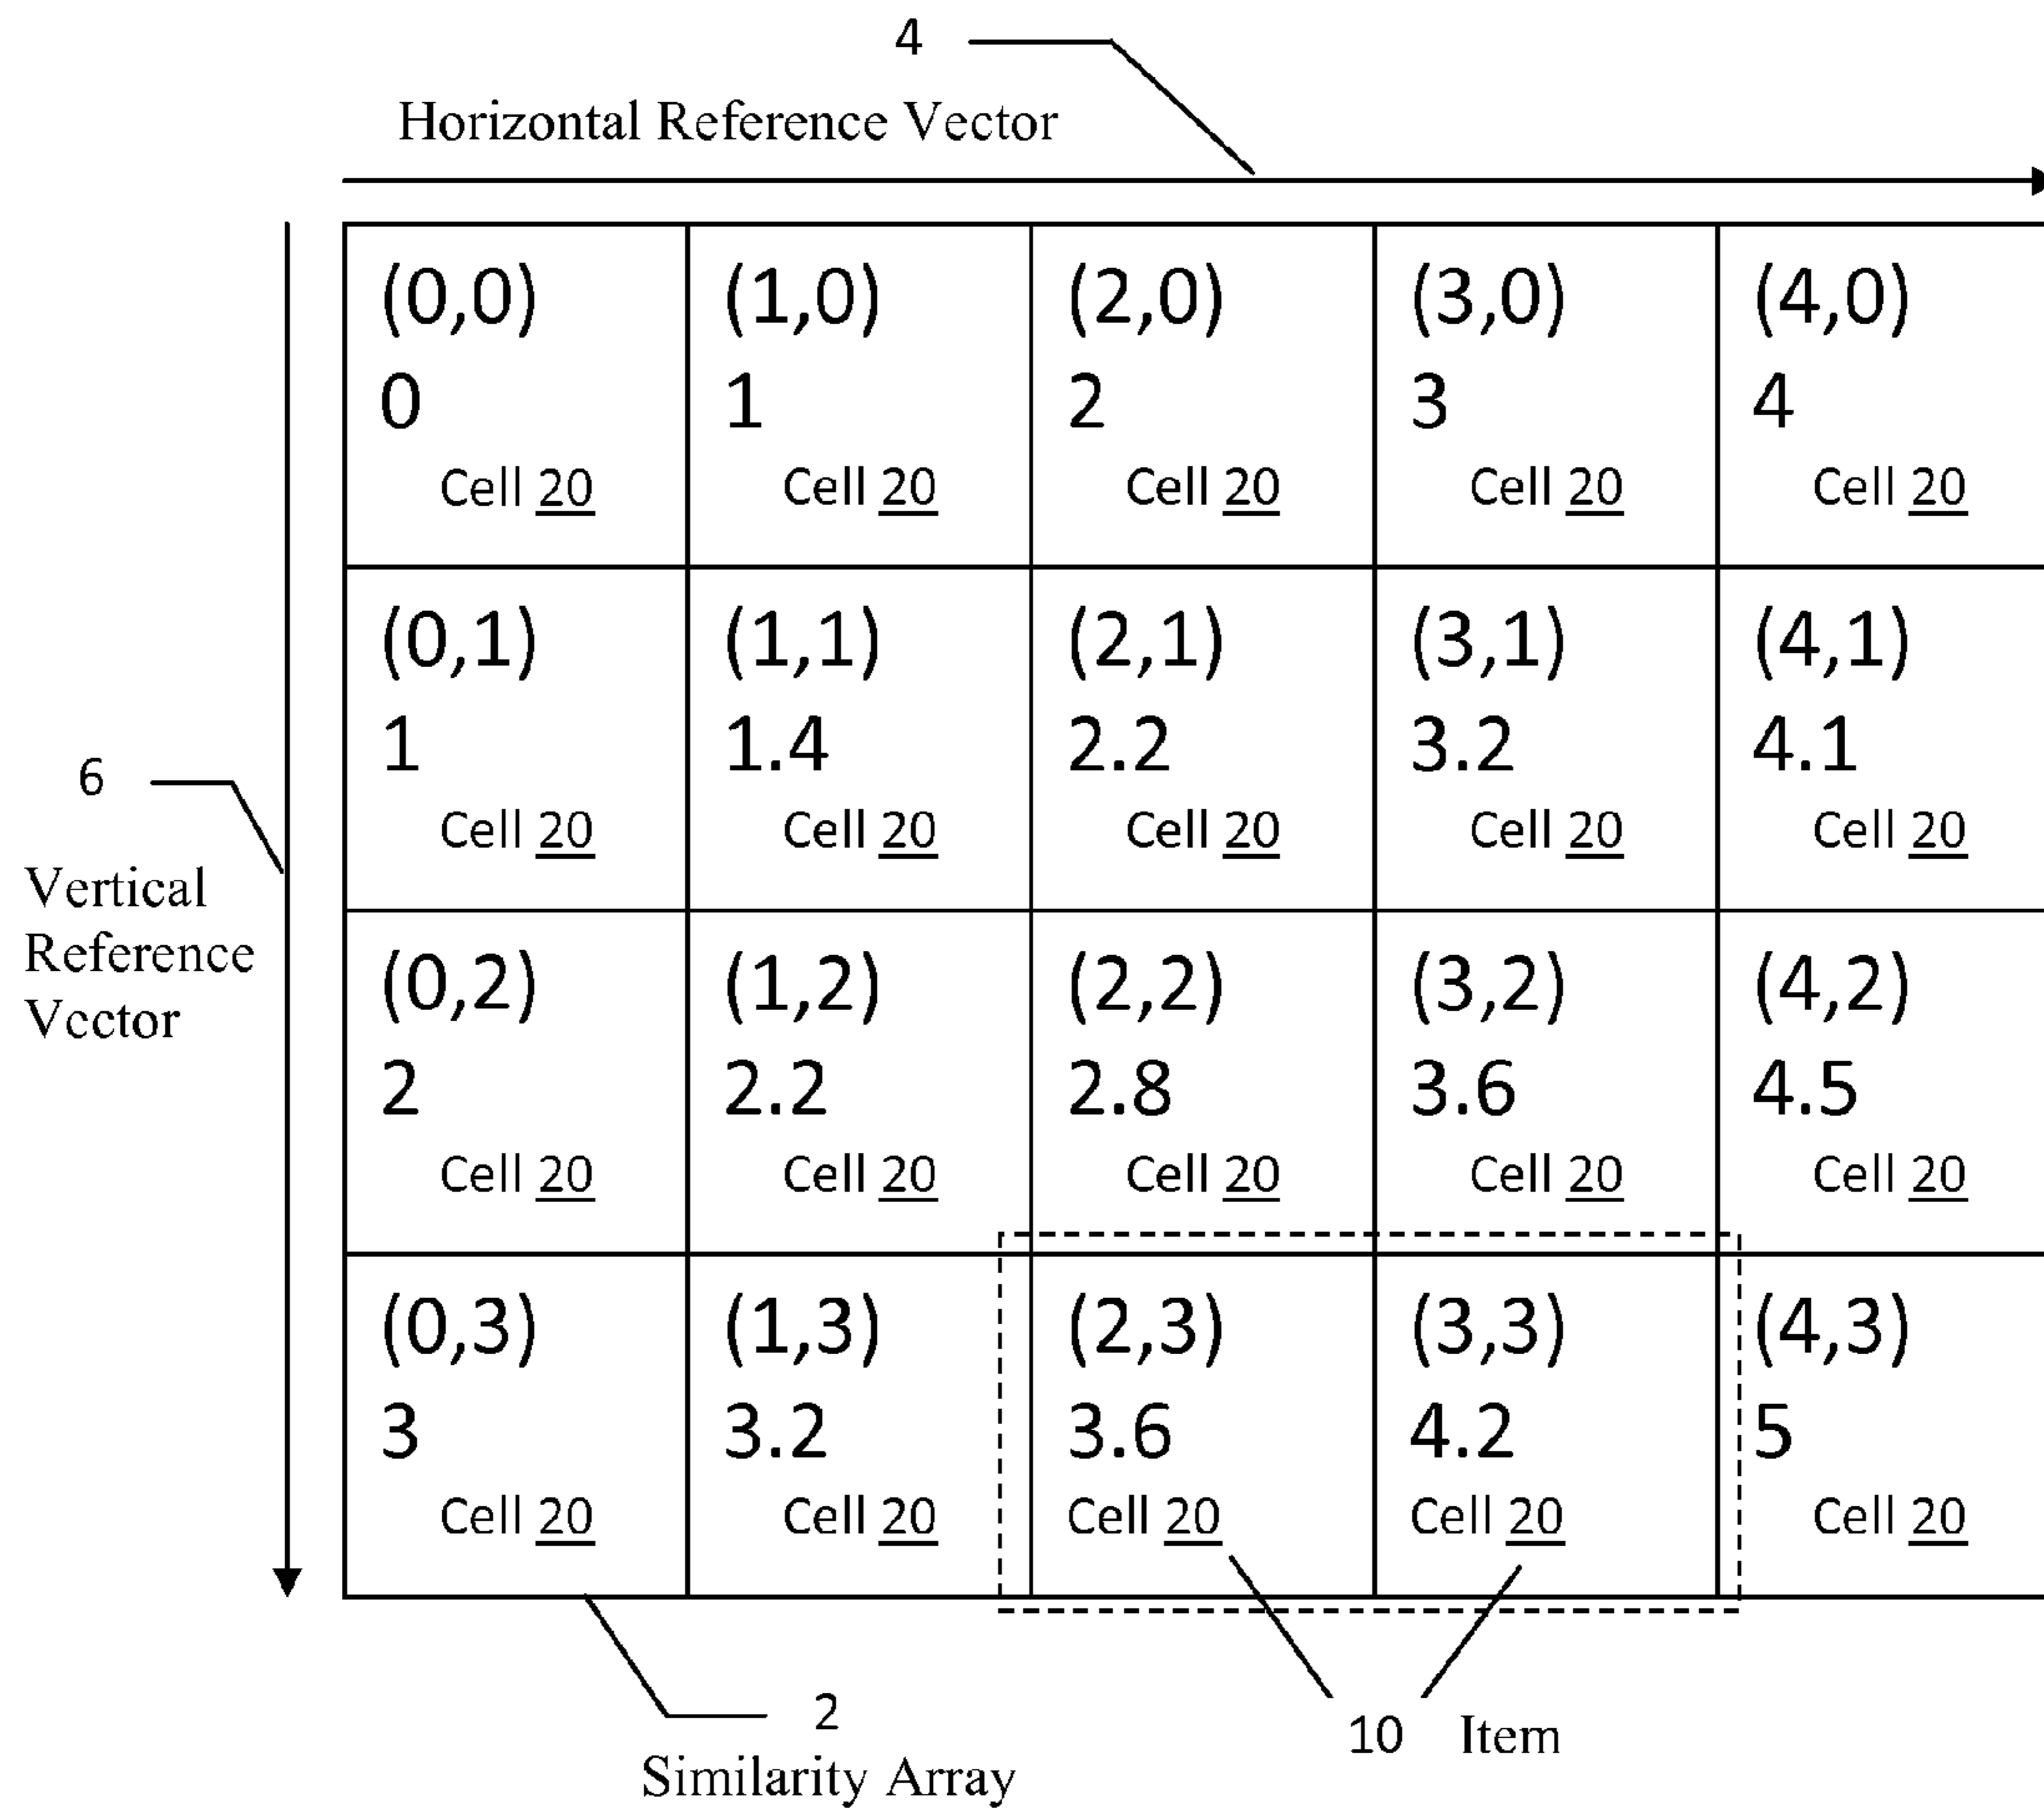 4
Horizontal Reference Vector
(0,0) (1,0) (2,0) (3,0) (4,0)
0 1 2 3 4
Cell 20 Cell 20 Cell 20 Cell 20 Cell 20
(0,1) (1,1) (2,1) (3,1) (4,1)
1 1.4 2.2 3.2 4.1
Cell 20 Cell 20 Cell 20 Cell 20 Cell 20
6
Vertical
Reference
Vector
(0,2) (1,2) (2,2) (3,2) (4,2)
2 2.2 2.8 3.6 4.5
Cell 20 Cell 20 Cell 20 Cell 20 Cell 20
(0,3) (1,3) (2,3) (3,3) (4,3)
3 3.2 3.6 4.2 5
Cell 20 Cell 20 Cell 20 Cell 20 Cell 20
2
Similarity Array
10 Item